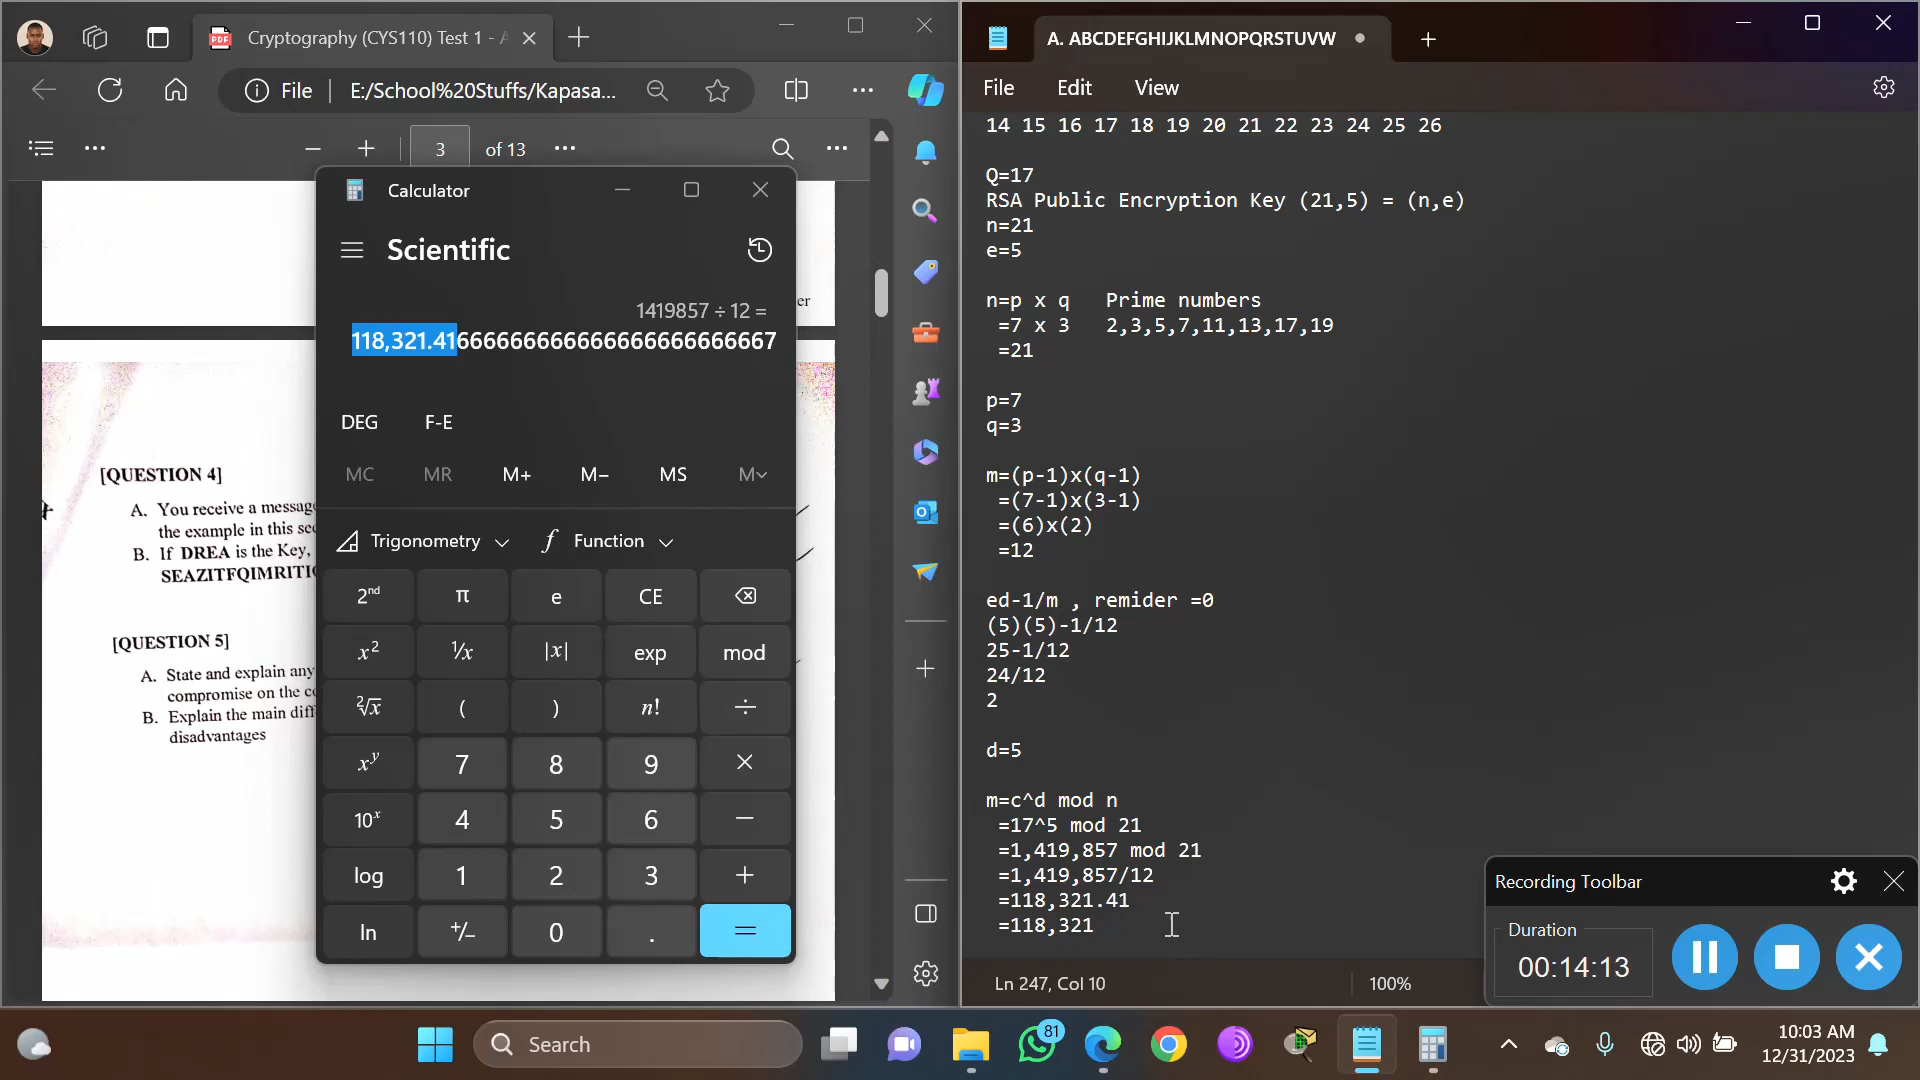 Cryptography (CYS110) Test 1 - A
File
E:/School%20Stuffs/Kapasa...
3
of 13
er
[QUESTION 4]
A. You receive a message
the example in this sec
B. If DREA is the Key,
SEAZITFQIMRITIC
[QUESTION 5]
A. State and explain any
compromise on the co
B. Explain the main diff
disadvantages
Calculator
Scientific
1419857 ÷ 12 =
118,321.41666666666666666666666667
DEG
F-E
MC MR M+ M- MS M
Trigonometry
Function
2nd π e CE
x² ¹/x |x| exp mod
²√x ( ) n! ÷
xʸ 7 8 9 ×
10ˣ 4 5 6 −
log 1 2 3 +
ln +/− 0 . =
A. ABCDEFGHIJKLMNOPQRSTUVW
File Edit View
14 15 16 17 18 19 20 21 22 23 24 25 26
Q=17
RSA Public Encryption Key (21,5) = (n,e)
n=21
e=5
n=p x q Prime numbers
=7 x 3 2,3,5,7,11,13,17,19
=21
p=7
q=3
m=(p-1)x(q-1)
=(7-1)x(3-1)
=(6)x(2)
=12
ed-1/m , remider =0
(5)(5)-1/12
25-1/12
24/12
2
d=5
m=c^d mod n
=17^5 mod 21
=1,419,857 mod 21
=1,419,857/12
=118,321.41
=118,321
Ln 247, Col 10
100%
Recording Toolbar
Duration
00:14:13
Search
81
10:03 AM
12/31/2023